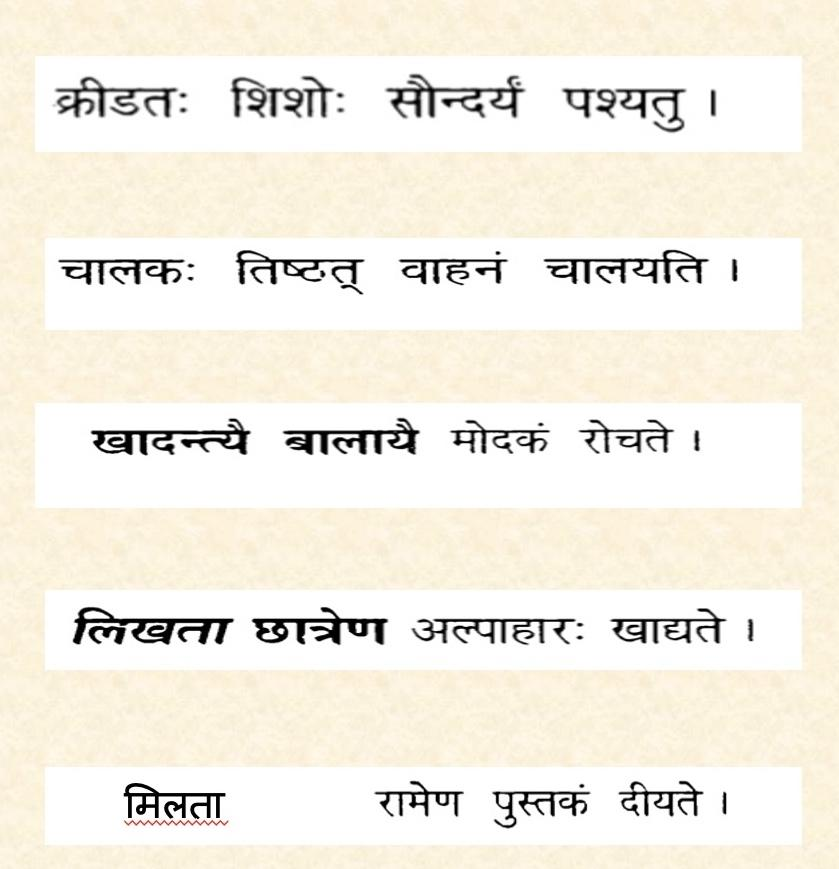 क्रीडतः शिशोः सौन्दर्यं पश्यतु ।
चालकः तिष्ठत् वाहनं चालयति ।
खादन्त्यै बालायै मोदकं रोचते ।
लिखता छात्रेण अल्पाहारः खाद्यते ।
मिलता रामेण पुस्तकं दीयते ।